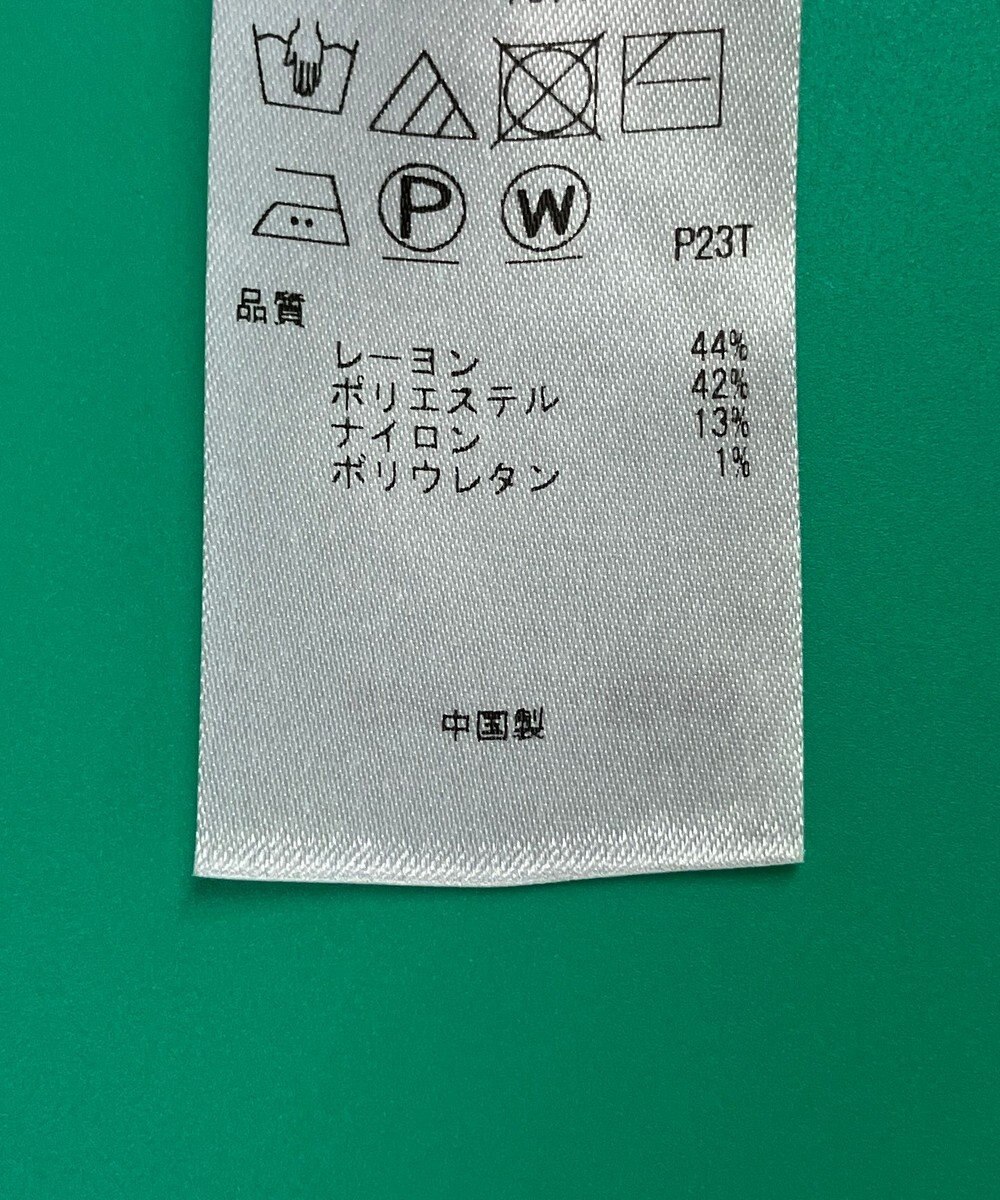 P W
P23T
品質
レーヨン 44%
ポリエステル 42%
ナイロン 13%
ポリウレタン 1%
中国製